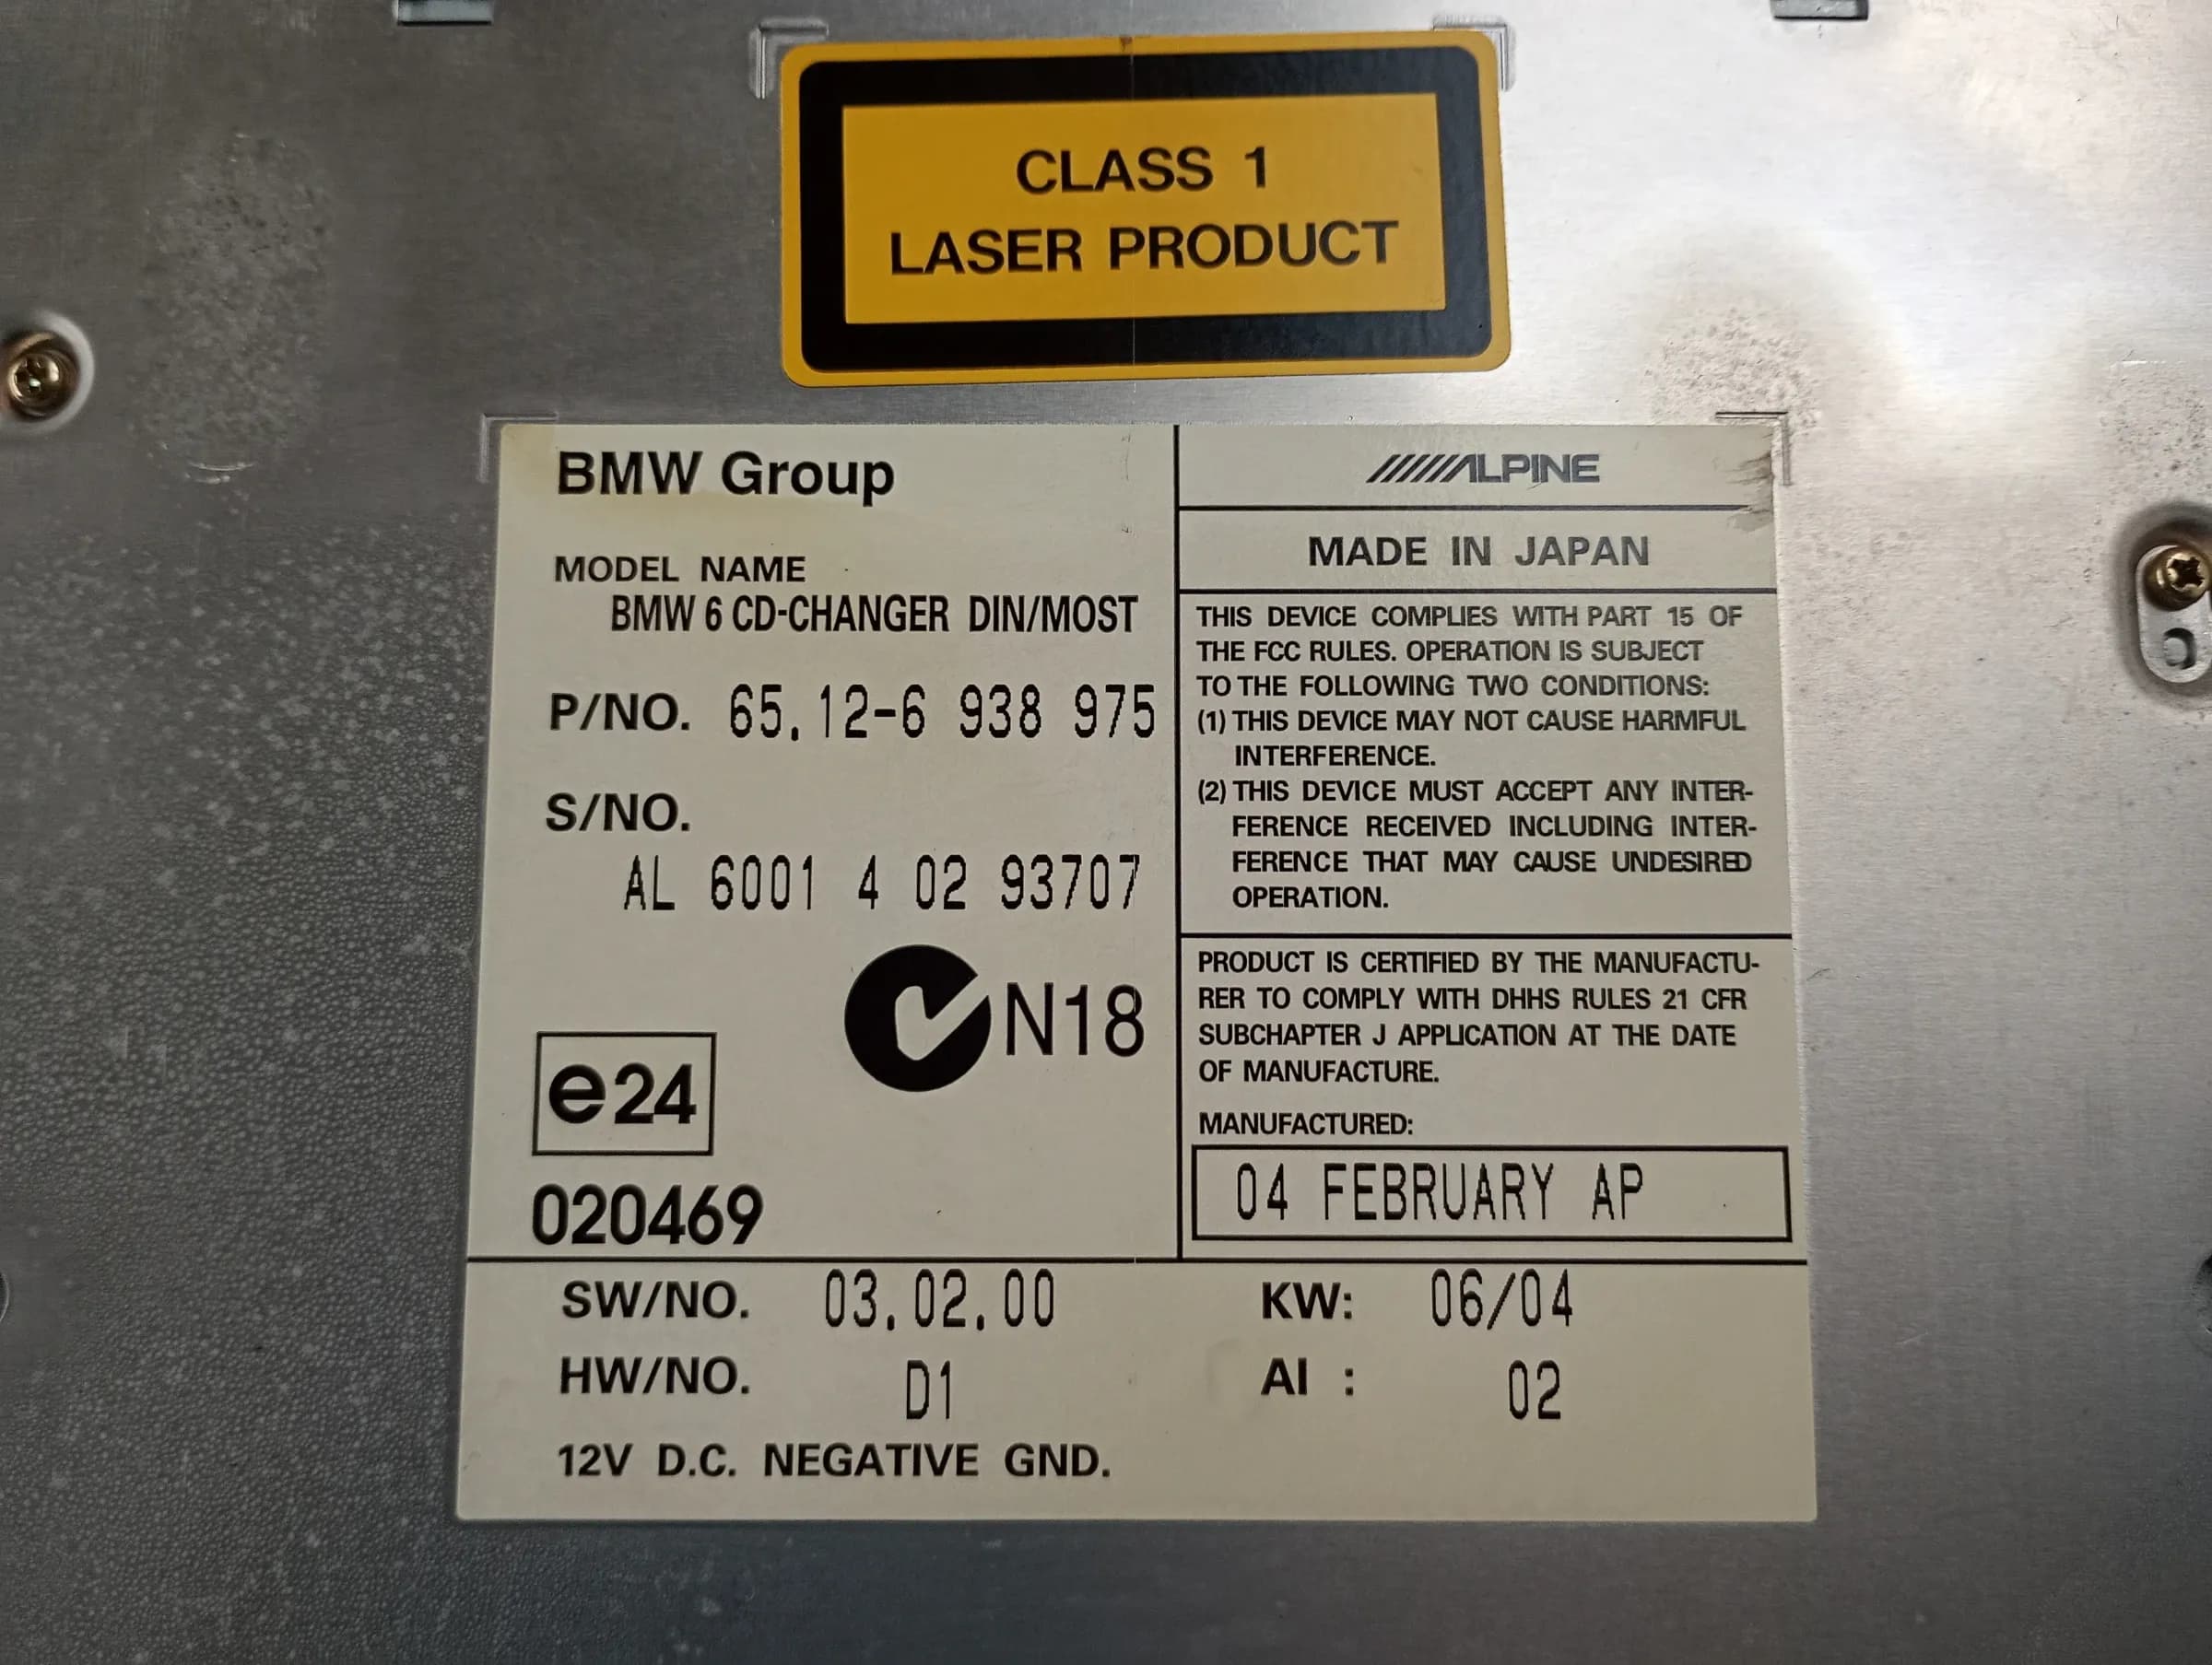 CLASS 1
LASER PRODUCT
BMW Group
MODEL NAME
BMW 6 CD-CHANGER DIN/MOST
P/NO. 65.12-6 938 975
S/NO.
AL 6001 4 02 93707
N18
e24
020469
ALPINE
MADE IN JAPAN
THIS DEVICE COMPLIES WITH PART 15 OF
THE FCC RULES. OPERATION IS SUBJECT
TO THE FOLLOWING TWO CONDITIONS:
(1) THIS DEVICE MAY NOT CAUSE HARMFUL
INTERFERENCE.
(2) THIS DEVICE MUST ACCEPT ANY INTER-
FERENCE RECEIVED INCLUDING INTER-
FERENCE THAT MAY CAUSE UNDESIRED
OPERATION.
PRODUCT IS CERTIFIED BY THE MANUFACTU-
RER TO COMPLY WITH DHHS RULES 21 CFR
SUBCHAPTER J APPLICATION AT THE DATE
OF MANUFACTURE.
MANUFACTURED:
04 FEBRUARY AP
SW/NO. 03.02.00 KW: 06/04
HW/NO. D1 AI : 02
12V D.C. NEGATIVE GND.